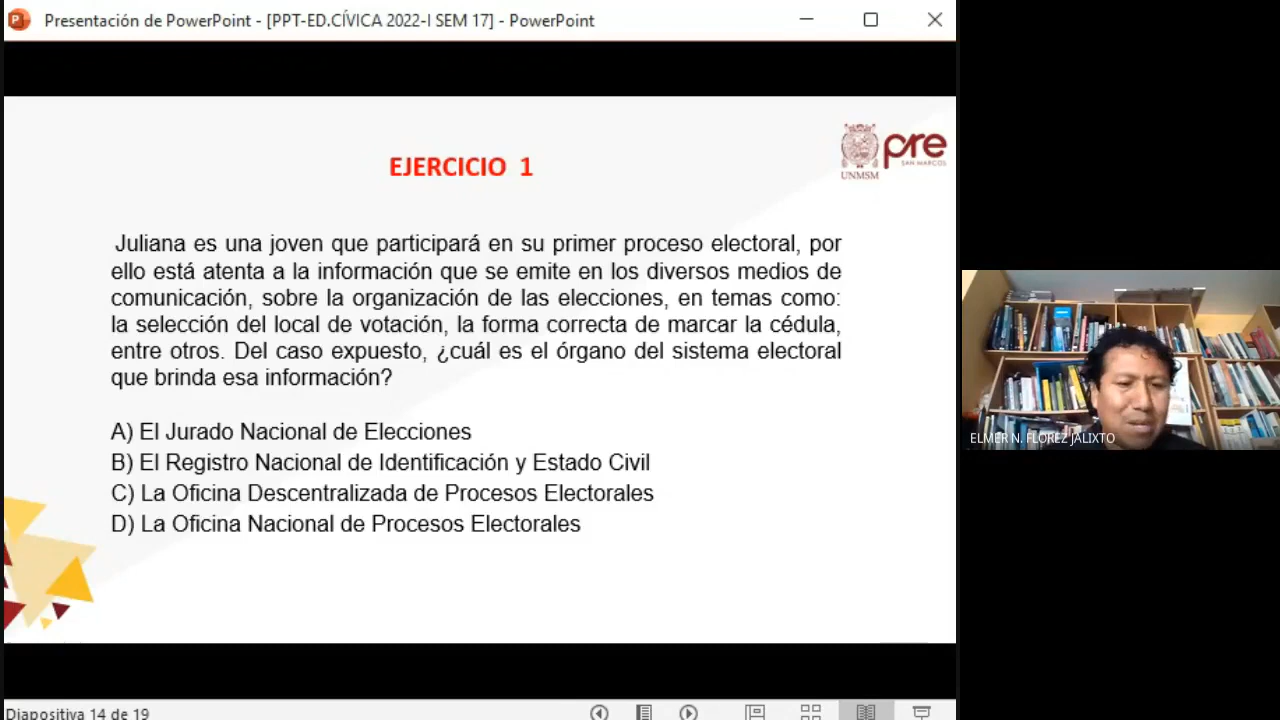 Presentación de PowerPoint - [PPT-ED.CÍVICA 2022-I SEM 17] - PowerPoint
pre
SAN MARCOS
UNMSM
EJERCICIO 1
Juliana es una joven que participará en su primer proceso electoral, por
ello está atenta a la información que se emite en los diversos medios de
comunicación, sobre la organización de las elecciones, en temas como:
la selección del local de votación, la forma correcta de marcar la cédula,
entre otros. Del caso expuesto, ¿cuál es el órgano del sistema electoral
que brinda esa información?
A) El Jurado Nacional de Elecciones
B) El Registro Nacional de Identificación y Estado Civil
C) La Oficina Descentralizada de Procesos Electorales
D) La Oficina Nacional de Procesos Electorales
ELMER N. FLOREZ JALIXTO
Diapositiva 14 de 19